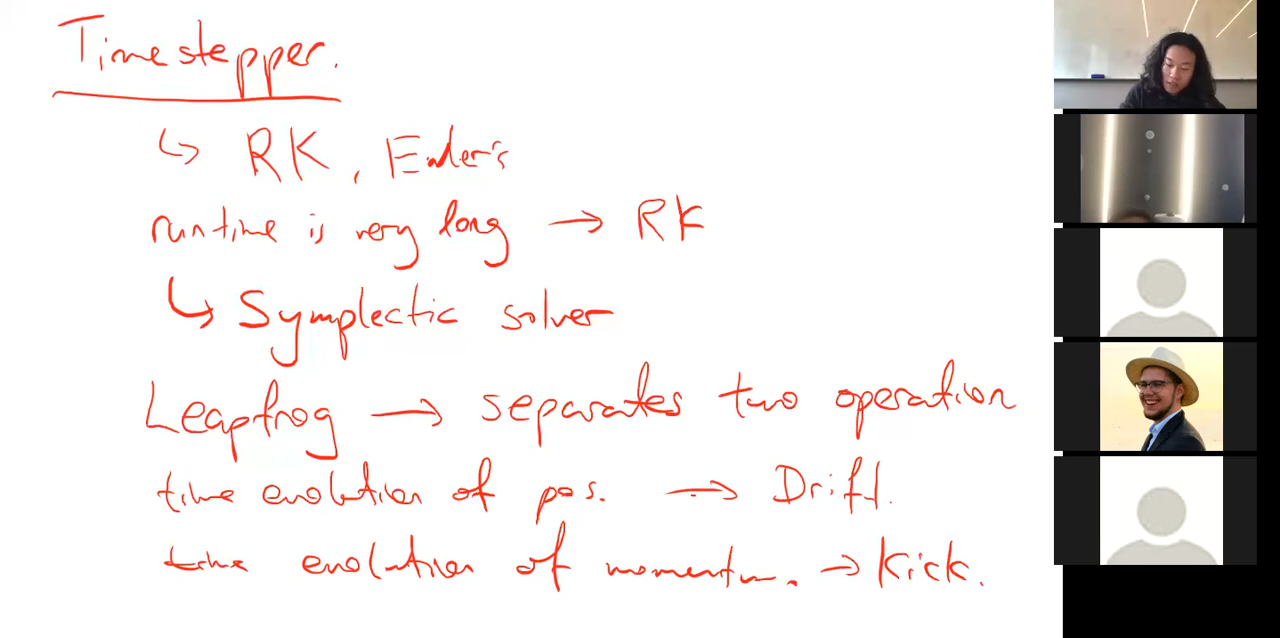 Timestepper.
↳ RK, Euler's
runtime is very long → RK
↳ Symplectic solver
Leapfrog → separates two operation
time evolution of pos. → Drift.
time evolution of momentum. → Kick.